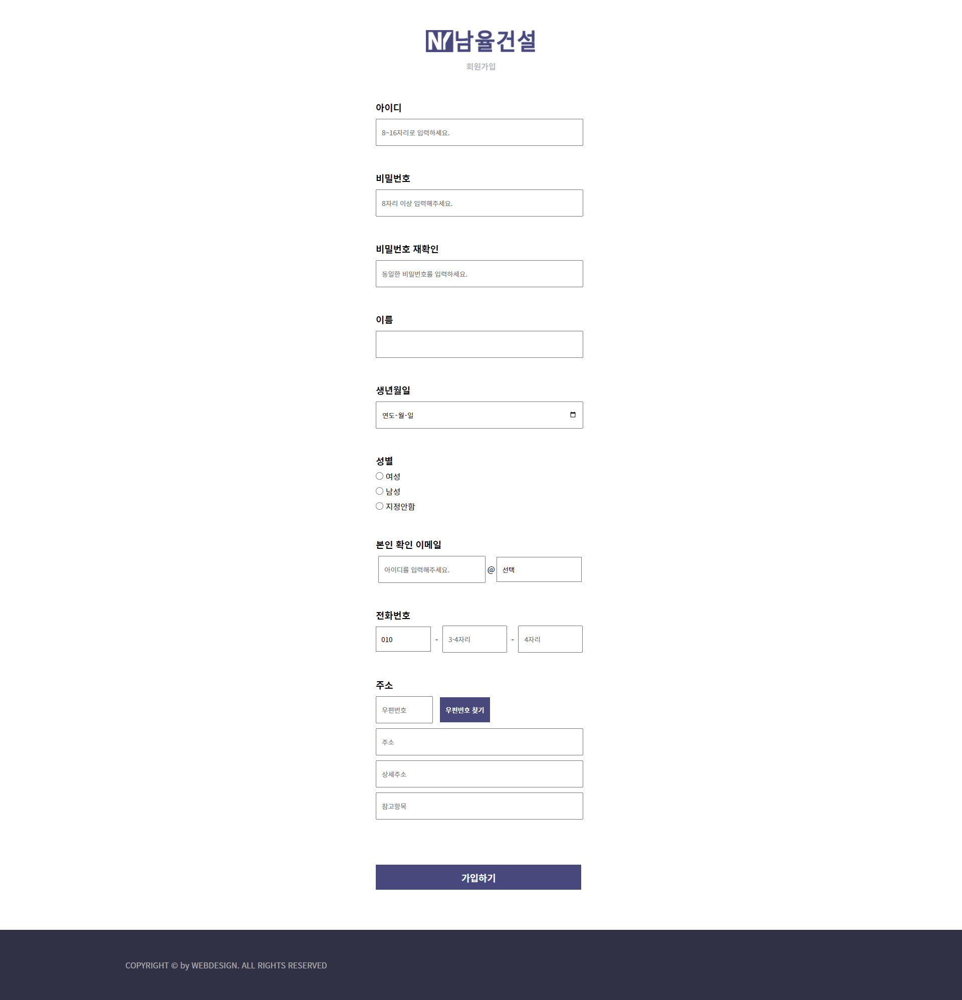 NY남율건설
회원가입
아이디
8~16자리로 입력하세요.
비밀번호
8자리 이상 입력해주세요.
비밀번호 재확인
동일한 비밀번호를 입력하세요.
이름
생년월일
연도-월-일
성별
여성
남성
지정안함
본인 확인 이메일
아이디를 입력해주세요. @ 선택
전화번호
010 - 3-4자리 - 4자리
주소
우편번호 우편번호 찾기
주소
상세주소
참고항목
가입하기
COPYRIGHT © by WEBDESIGN. ALL RIGHTS RESERVED